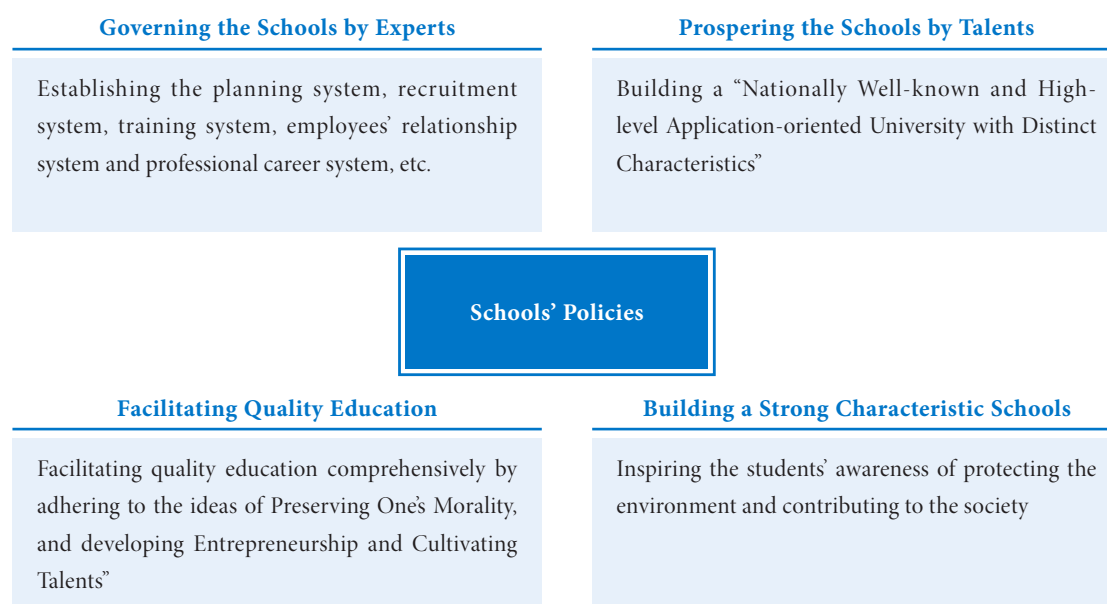 Governing the Schools by Experts
Establishing the planning system, recruitment
system, training system, employees’ relationship
system and professional career system, etc.
Prospering the Schools by Talents
Building a “Nationally Well-known and High-
level Application-oriented University with Distinct
Characteristics”
Schools’ Policies
Facilitating Quality Education
Facilitating quality education comprehensively by
adhering to the ideas of Preserving One’s Morality,
and developing Entrepreneurship and Cultivating
Talents”
Building a Strong Characteristic Schools
Inspiring the students’ awareness of protecting the
environment and contributing to the society